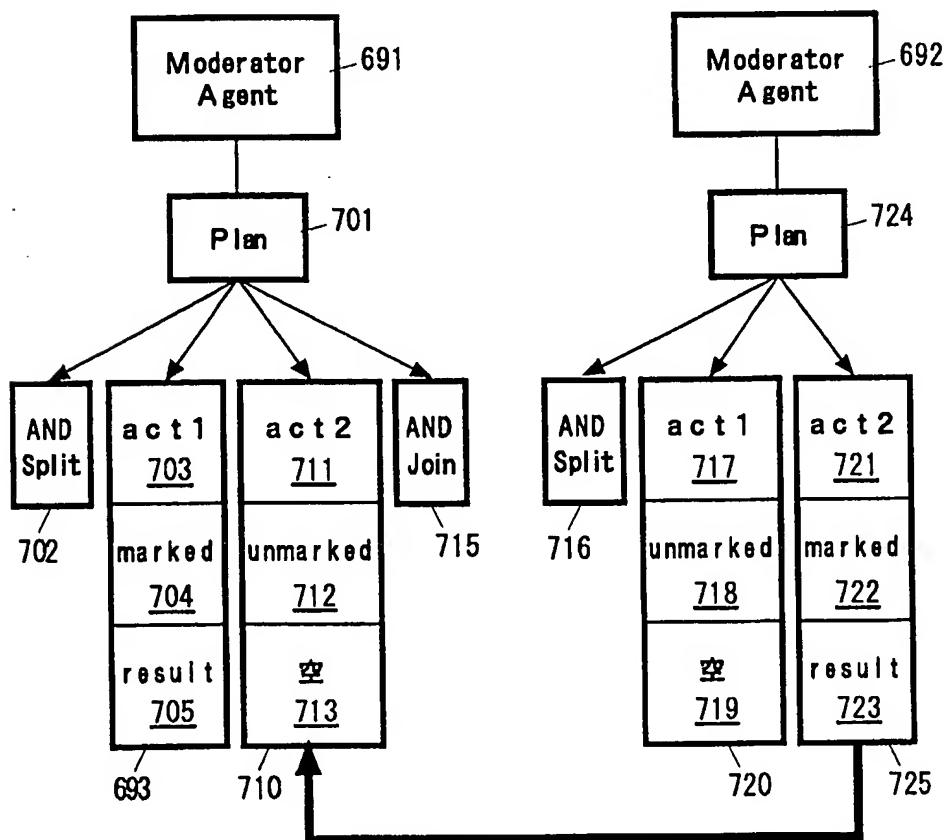 Moderator
Agent
691
Moderator
Agent
692
Plan
701
Plan
724
AND
Split
702
act1
703
marked
704
result
705
693
act2
711
unmarked
712
空
713
710
AND
Join
715
AND
Split
716
act1
717
unmarked
718
空
719
720
act2
721
marked
722
result
723
725